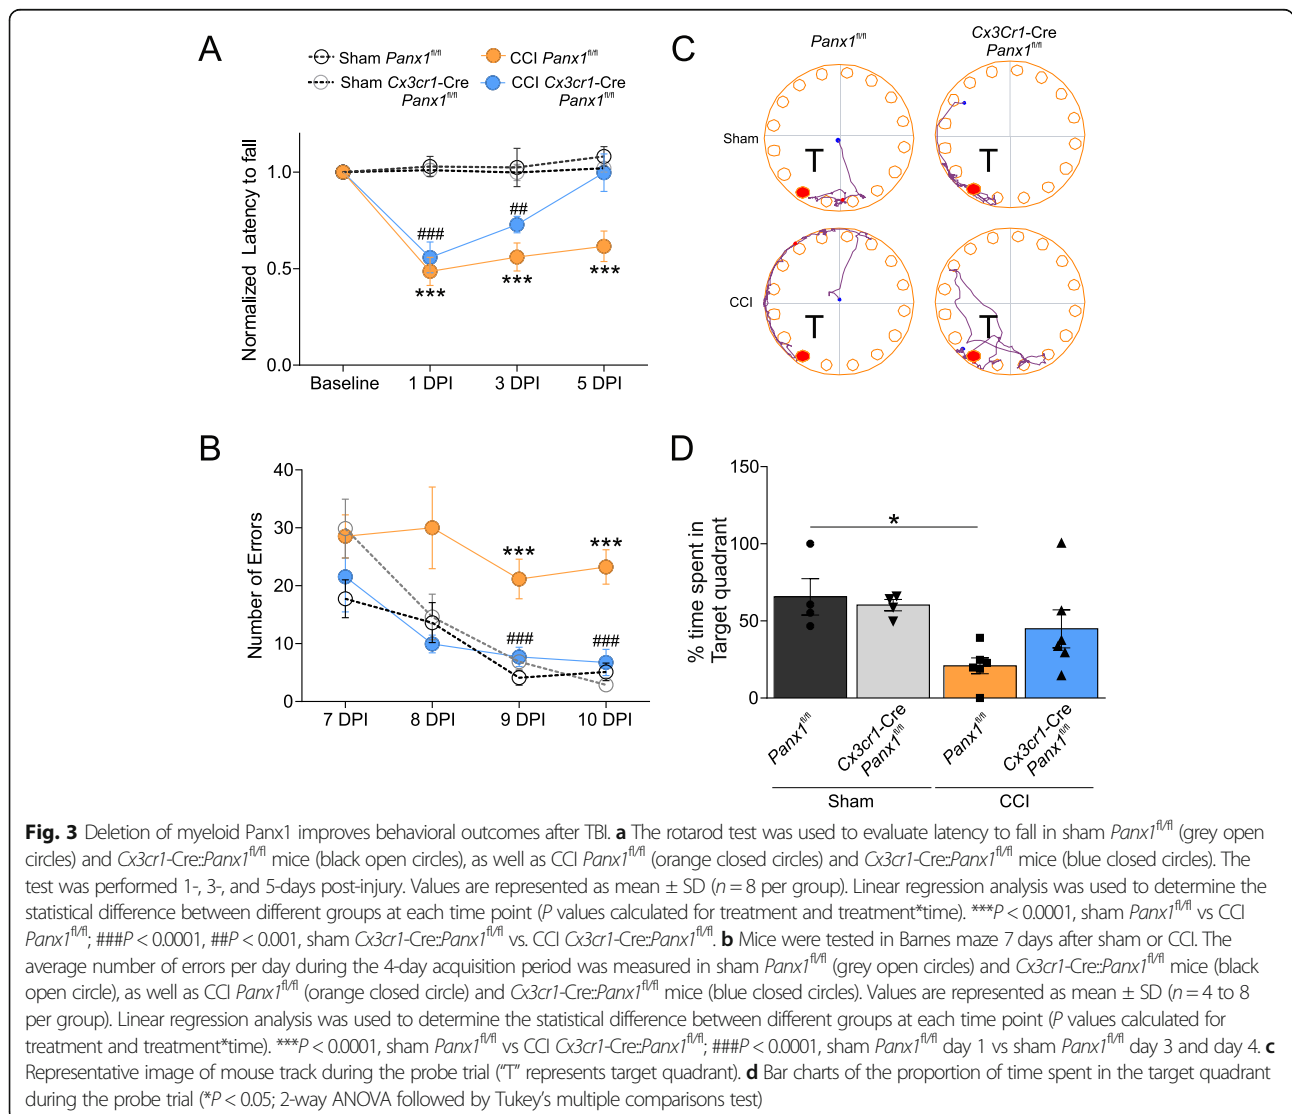 A
Sham Panx1fl/fl
CCI Panx1fl/fl
Sham Cx3cr1-Cre
Panx1fl/fl
CCI Cx3cr1-Cre
Panx1fl/fl
Normalized Latency to fall
1.0
0.5
0.0
###
##
***
***
***
Baseline
1 DPI
3 DPI
5 DPI
C
Panx1fl/fl
Cx3Cr1-Cre
Panx1fl/fl
Sham
T
T
CCI
T
T
B
Number of Errors
40
30
20
10
0
***
***
###
###
7 DPI
8 DPI
9 DPI
10 DPI
D
% time spent in
Target quadrant
150
100
50
0
*
Panx1fl/fl
Cx3cr1-Cre
Panx1fl/fl
Panx1fl/fl
Cx3cr1-Cre
Panx1fl/fl
Sham
CCI
Fig. 3 Deletion of myeloid Panx1 improves behavioral outcomes after TBI. a The rotarod test was used to evaluate latency to fall in sham Panx1fl/fl (grey open
circles) and Cx3cr1-Cre::Panx1fl/fl mice (black open circles), as well as CCI Panx1fl/fl (orange closed circles) and Cx3cr1-Cre::Panx1fl/fl mice (blue closed circles). The
test was performed 1-, 3-, and 5-days post-injury. Values are represented as mean ± SD (n = 8 per group). Linear regression analysis was used to determine the
statistical difference between different groups at each time point (P values calculated for treatment and treatment*time). ***P < 0.0001, sham Panx1fl/fl vs CCI
Panx1fl/fl; ###P < 0.0001, ##P < 0.001, sham Cx3cr1-Cre::Panx1fl/fl vs. CCI Cx3cr1-Cre::Panx1fl/fl. b Mice were tested in Barnes maze 7 days after sham or CCI. The
average number of errors per day during the 4-day acquisition period was measured in sham Panx1fl/fl (grey open circles) and Cx3cr1-Cre::Panx1fl/fl mice (black
open circle), as well as CCI Panx1fl/fl (orange closed circle) and Cx3cr1-Cre::Panx1fl/fl mice (blue closed circles). Values are represented as mean ± SD (n = 4 to 8
per group). Linear regression analysis was used to determine the statistical difference between different groups at each time point (P values calculated for
treatment and treatment*time). ***P < 0.0001, sham Panx1fl/fl vs CCI Cx3cr1-Cre::Panx1fl/fl; ###P < 0.0001, sham Panx1fl/fl day 1 vs sham Panx1fl/fl day 3 and day 4. c
Representative image of mouse track during the probe trial ("T" represents target quadrant). d Bar charts of the proportion of time spent in the target quadrant
during the probe trial (*P < 0.05; 2-way ANOVA followed by Tukey's multiple comparisons test)